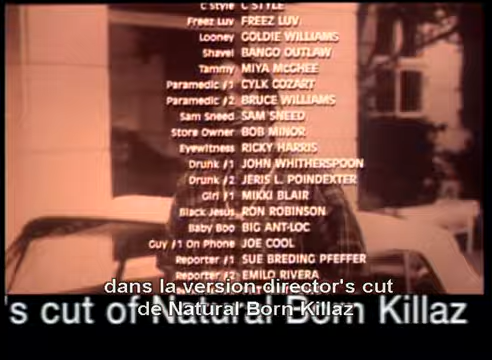 C Style C STYLE
Freez Luv FREEZ LUV
Looney GOLDIE WILLIAMS
Shavel BANGO OUTLAW
Tammy MIYA McGHEE
Paramedic #1 CYLK COZART
Paramedic #2 BRUCE WILLIAMS
Sam Sneed SAM SNEED
Store Owner BOB MINOR
Eyewitness RICKY HARRIS
Drunk #1 JOHN WHITHERSPOON
Drunk #2 JERIS L. POINDEXTER
Girl #1 MIKKI BLAIR
Black Jesus RON ROBINSON
Baby Boo BIG ANT-LOC
Guy #1 On Phone JOE COOL
Reporter #1 SUE BREDING PFEFFER
Reporter #2 EMILO RIVERA
dans la version director's cut
de Natural Born Killaz
's cut of Natural Born Killaz